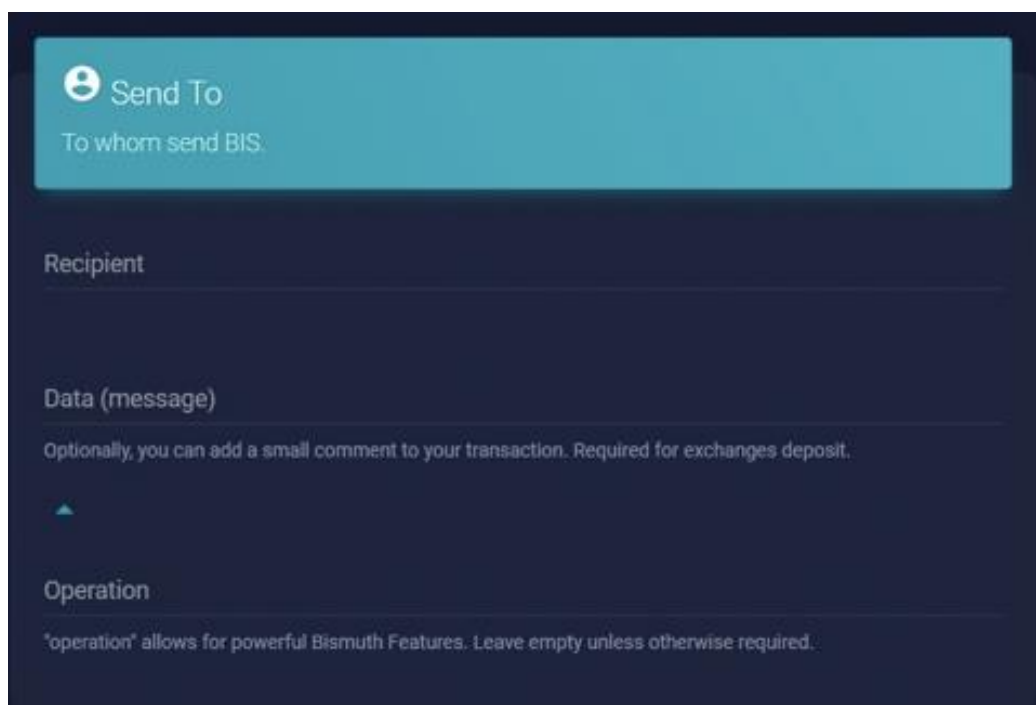 Send To
To whom send BIS.
Recipient
Data (message)
Optionally, you can add a small comment to your transaction. Required for exchanges deposit.
Operation
"operation" allows for powerful Bismuth Features. Leave empty unless otherwise required.